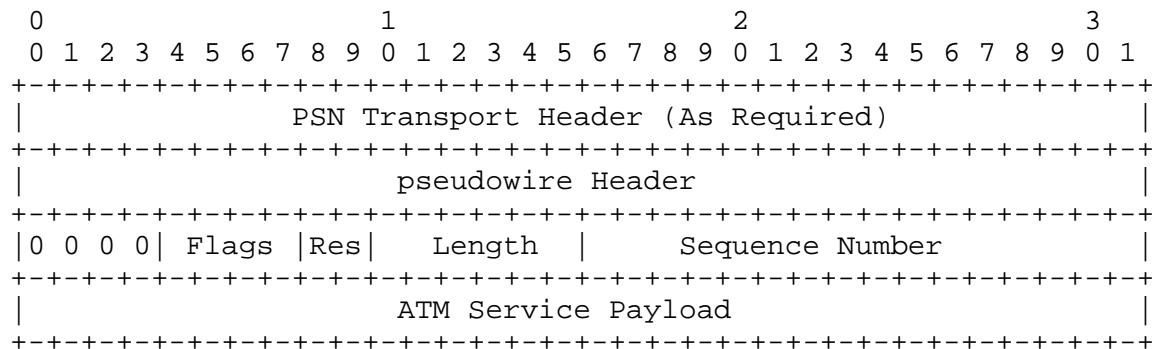 0                   1                   2                   3
 0 1 2 3 4 5 6 7 8 9 0 1 2 3 4 5 6 7 8 9 0 1 2 3 4 5 6 7 8 9 0 1
+-+-+-+-+-+-+-+-+-+-+-+-+-+-+-+-+-+-+-+-+-+-+-+-+-+-+-+-+-+-+-+-+
|               PSN Transport Header (As Required)              |
+-+-+-+-+-+-+-+-+-+-+-+-+-+-+-+-+-+-+-+-+-+-+-+-+-+-+-+-+-+-+-+-+
|                     pseudowire Header                         |
+-+-+-+-+-+-+-+-+-+-+-+-+-+-+-+-+-+-+-+-+-+-+-+-+-+-+-+-+-+-+-+-+
|0 0 0 0| Flags |Res|   Length  |     Sequence Number           |
+-+-+-+-+-+-+-+-+-+-+-+-+-+-+-+-+-+-+-+-+-+-+-+-+-+-+-+-+-+-+-+-+
|                     ATM Service Payload                       |
+-+-+-+-+-+-+-+-+-+-+-+-+-+-+-+-+-+-+-+-+-+-+-+-+-+-+-+-+-+-+-+-+